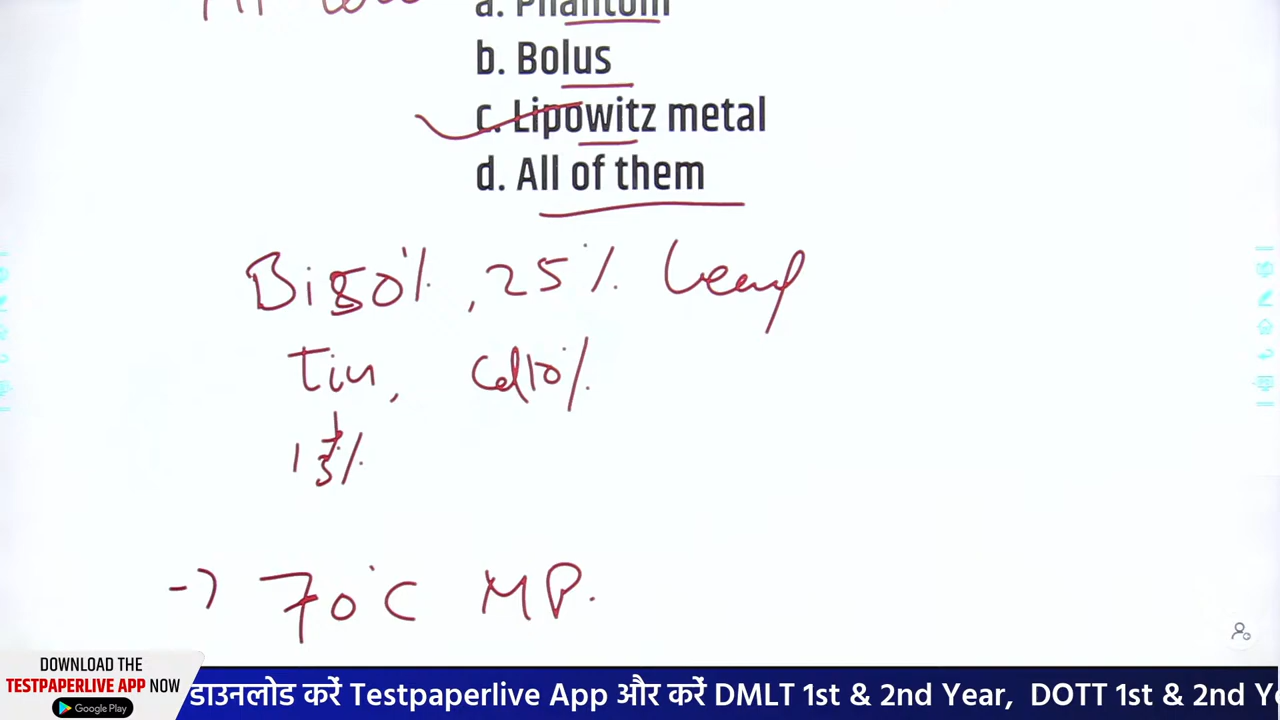 a. Phantom
b. Bolus
c. Lipowitz metal
d. All of them
Bi 50%, 25% Lead
Tin, Cd 10%
13%
→ 70°C MP.
DOWNLOAD THE
TESTPAPERLIVE APP NOW
Google Play
डाउनलोड करें Testpaperlive App और करें DMLT 1st & 2nd Year, DOTT 1st & 2nd Y